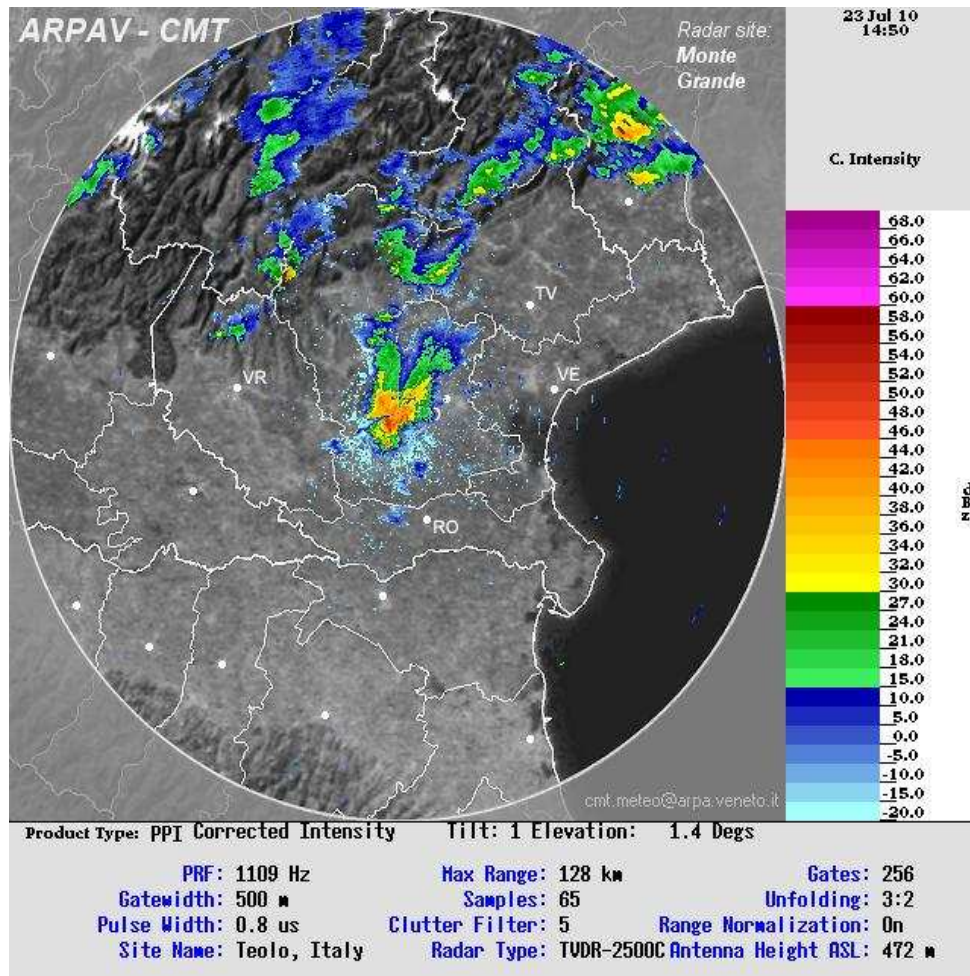 ARPAV - CMT
Radar site:
Monte
Grande
23 Jul 10
14:50
C. Intensity
68.0
66.0
64.0
62.0
60.0
58.0
56.0
54.0
52.0
50.0
48.0
46.0
44.0
42.0
40.0
38.0
36.0
34.0
32.0
30.0
27.0
24.0
21.0
18.0
15.0
10.0
5.0
0.0
-5.0
-10.0
-15.0
-20.0
TV
VR
VE
RO
cmt.meteo@arpa.veneto.it
Product Type: PPI Corrected Intensity Tilt: 1 Elevation: 1.4 Degs
PRF: 1109 Hz Max Range: 128 km Gates: 256
Gatewidth: 500 m Samples: 65 Unfolding: 3:2
Pulse Width: 0.8 us Clutter Filter: 5 Range Normalization: On
Site Name: Teolo, Italy Radar Type: TVDR-2500C Antenna Height ASL: 472 m